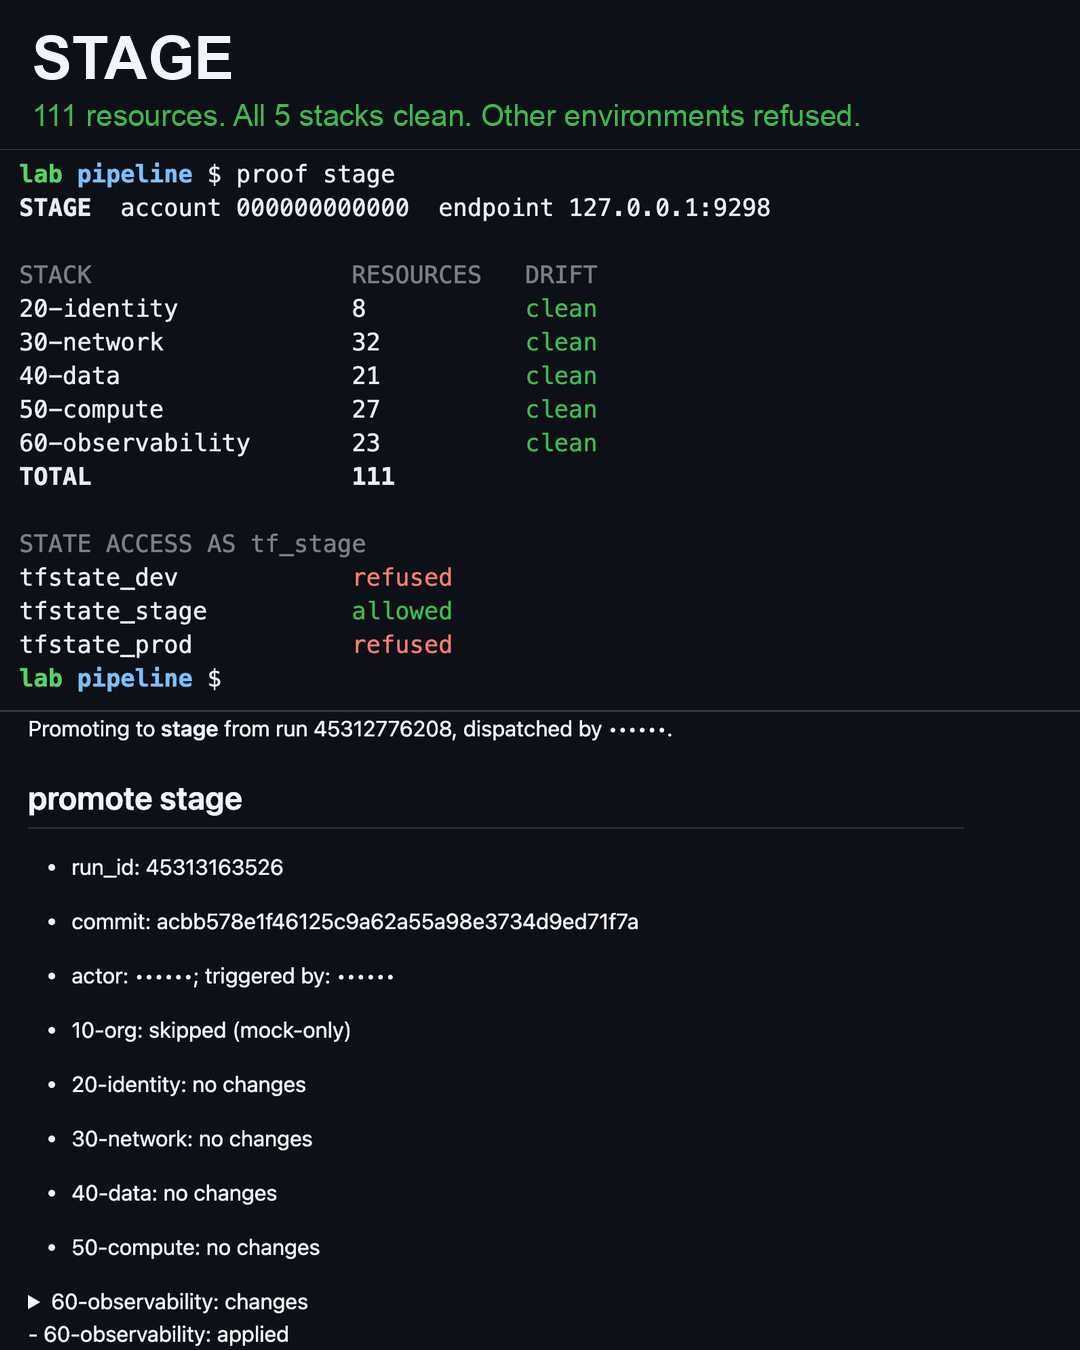 STAGE
111 resources. All 5 stacks clean. Other environments refused.
lab pipeline $ proof stage
STAGE  account 000000000000  endpoint 127.0.0.1:9298
STACK  RESOURCES  DRIFT
20-identity  8  clean
30-network  32  clean
40-data  21  clean
50-compute  27  clean
60-observability  23  clean
TOTAL  111
STATE ACCESS AS tf_stage
tfstate_dev  refused
tfstate_stage  allowed
tfstate_prod  refused
lab pipeline $
Promoting to stage from run 45312776208, dispatched by ••••••.
promote stage
• run_id: 45313163526
• commit: acbb578e1f46125c9a62a55a98e3734d9ed71f7a
• actor: ••••••; triggered by: ••••••
• 10-org: skipped (mock-only)
• 20-identity: no changes
• 30-network: no changes
• 40-data: no changes
• 50-compute: no changes
▶ 60-observability: changes
- 60-observability: applied